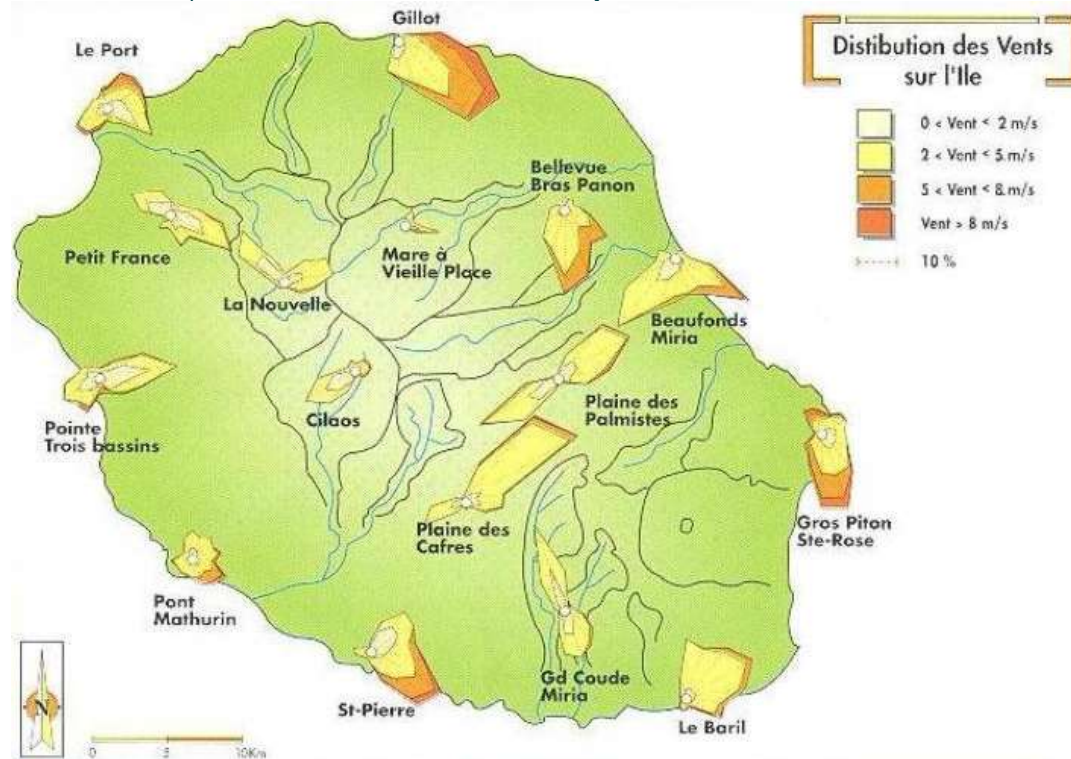 Gillot
Le Port
Distibution des Vents
sur l'Ile
0 < Vent < 2 m/s
2 < Vent < 5 m/s
5 < Vent < 8 m/s
Vent > 8 m/s
10 %
Bellevue
Bras Panon
Petit France
Mare à
Vieille Place
La Nouvelle
Beaufonds
Miria
Cilaos
Plaine des
Palmistes
Pointe
Trois bassins
Plaine des
Cafres
Gros Piton
Ste-Rose
Pont
Mathurin
Gd Coude
Miria
St-Pierre
Le Baril
N
0 5 10Km